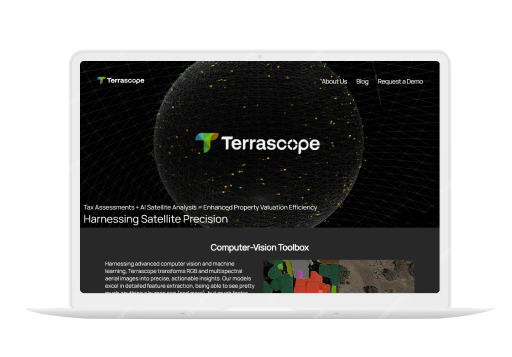 Terrascope
About Us Blog Request a Demo
Terrascope
Tax Assessments + AI Satellite Analysis = Enhanced Property Valuation Efficiency
Harnessing Satellite Precision
Computer-Vision Toolbox
Harnessing advanced computer vision and machine
learning, Terrascope transforms RGB and multispectral
aerial images into precise, actionable insights. Our models
excel in detailed feature extraction, being able to see pretty